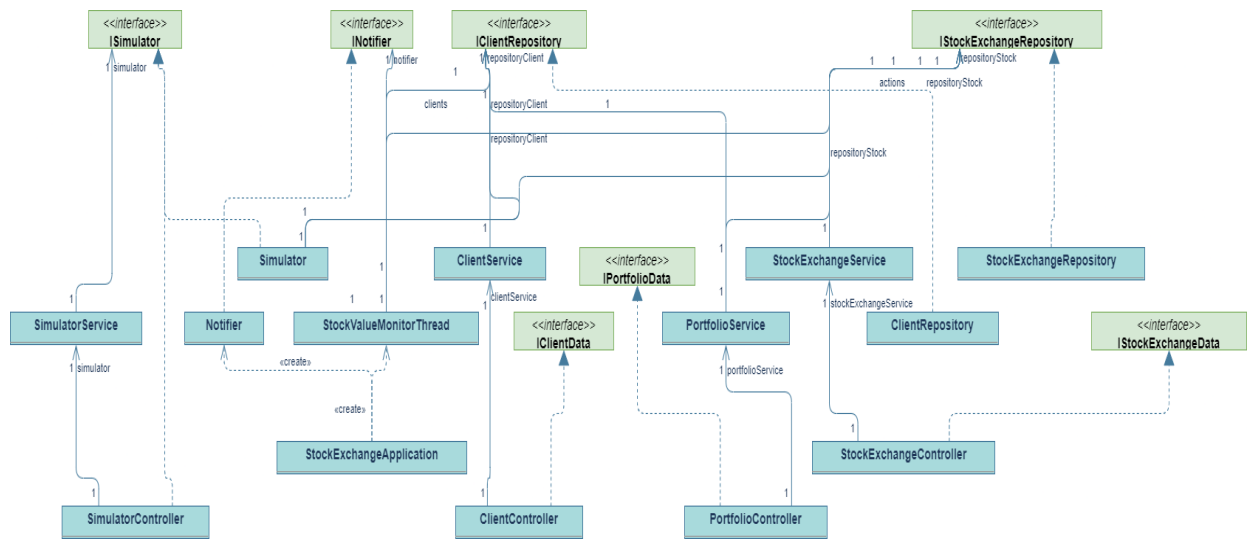 <<interface>>
ISimulator
<<interface>>
INotifier
<<interface>>
IClientRepository
<<interface>>
IStockExchangeRepository
1 simulator
1 notifier
1 repositoryClient
1 1 1 1 repositoryStock
1
clients
1
repositoryClient
1
actions
repositoryStock
repositoryClient
repositoryStock
1
1
1
1
1
Simulator
ClientService
<<interface>>
IPortfolioData
StockExchangeService
StockExchangeRepository
1
1
1
1
1 clientService
1
1 stockExchangeService
SimulatorService
Notifier
StockValueMonitorThread
<<interface>>
IClientData
PortfolioService
ClientRepository
<<interface>>
IStockExchangeData
1 simulator
«create»
1 portfolioService
«create»
1
StockExchangeApplication
StockExchangeController
1
1
1
SimulatorController
ClientController
PortfolioController